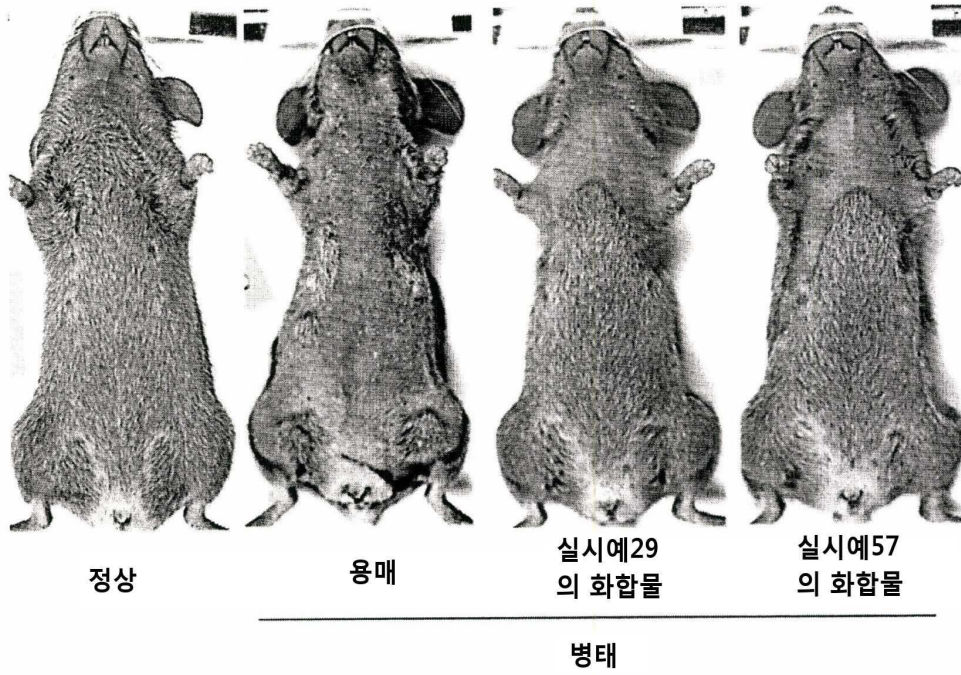 정상
용매
실시예29
의 화합물
실시예57
의 화합물
병태